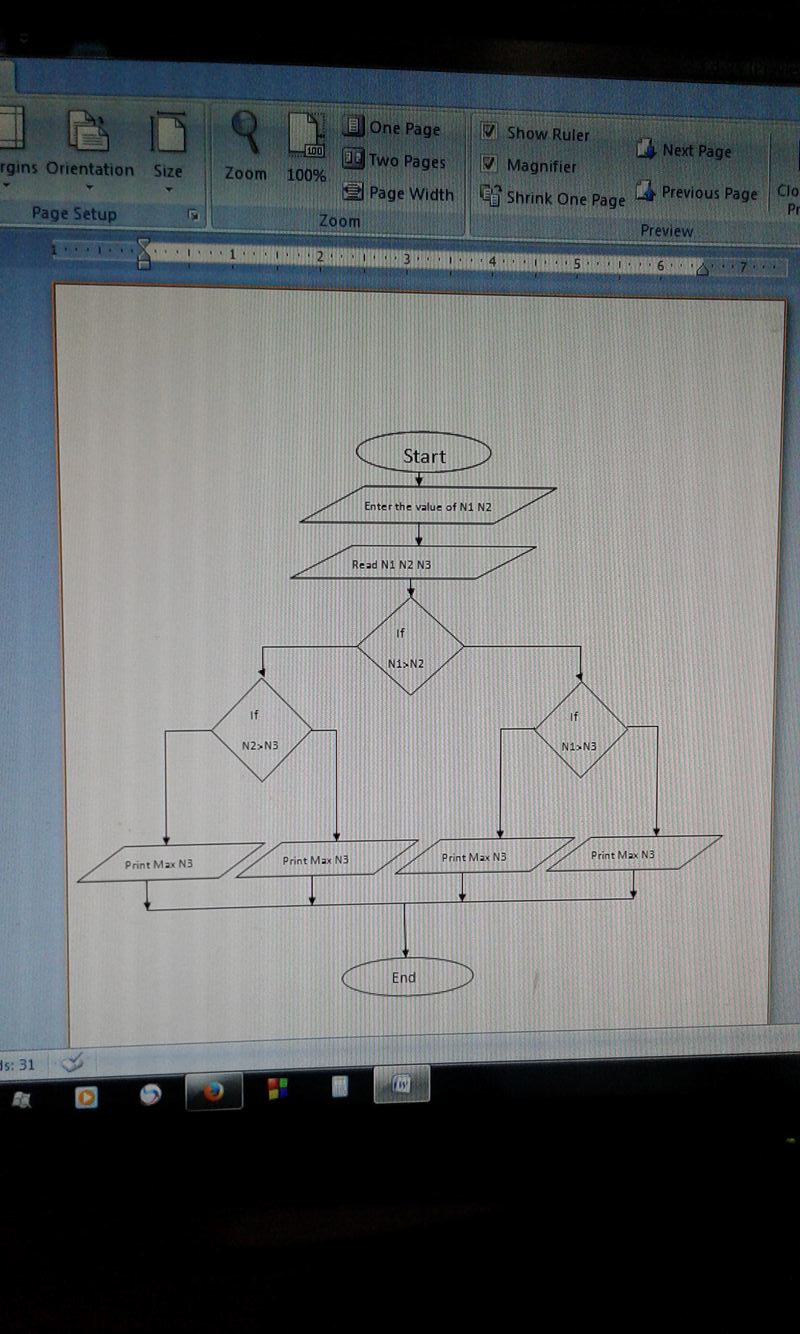 rgins Orientation Size
Page Setup
Zoom 100%
One Page
Two Pages
Page Width
Zoom
Show Ruler
Magnifier
Shrink One Page
Next Page
Previous Page
Preview
Clo
Pr
1 1 2 3 4 5 6 7
Start
Enter the value of N1 N2
Read N1 N2 N3
If
N1>N2
If
N2>N3
If
N1>N3
Print Max N3
Print Max N3
Print Max N3
Print Max N3
End
ds: 31